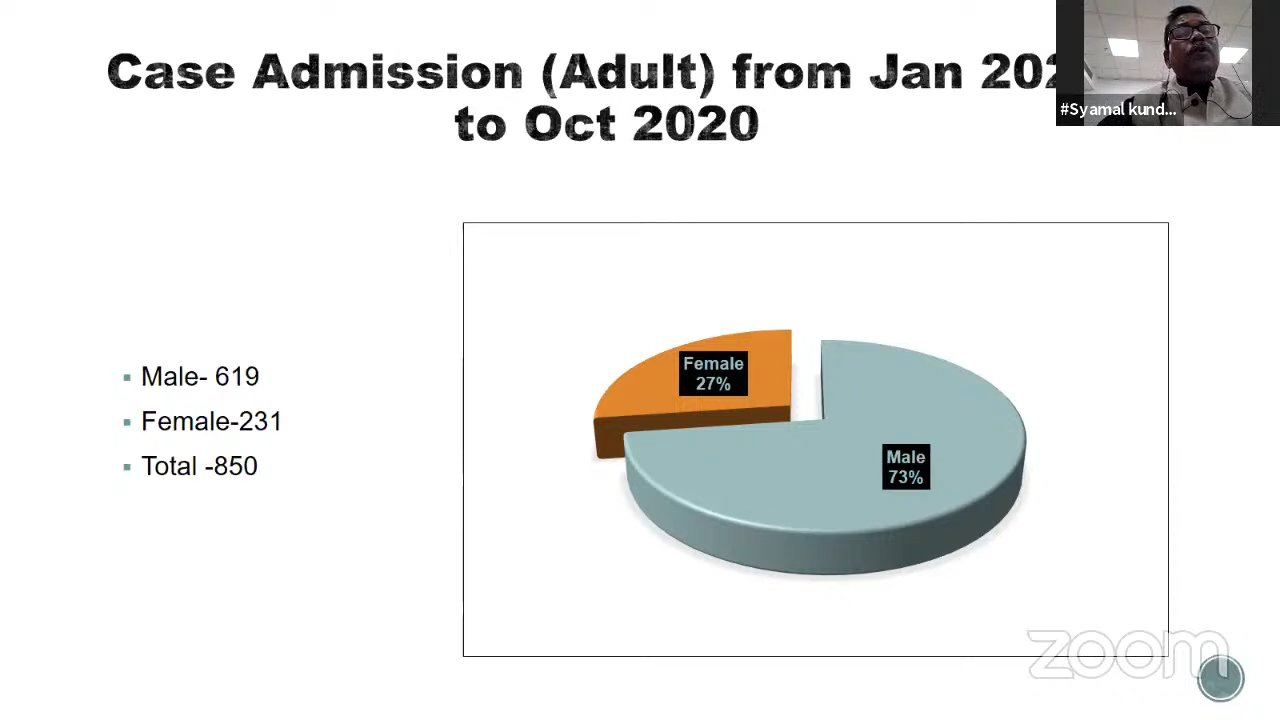 Case Admission (Adult) from Jan 202
to Oct 2020
#Syamal kund...
Male- 619
Female-231
Total -850
Female
27%
Male
73%
zoom